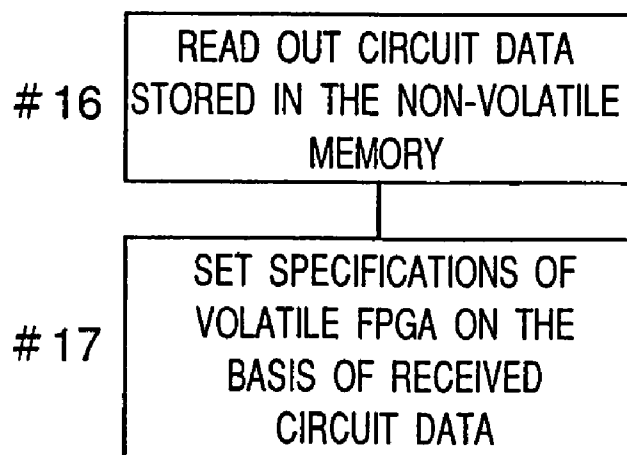 READ OUT CIRCUIT DATA
# 16 STORED IN THE NON-VOLATILE
MEMORY
SET SPECIFICATIONS OF
# 17 VOLATILE FPGA ON THE
BASIS OF RECEIVED
CIRCUIT DATA